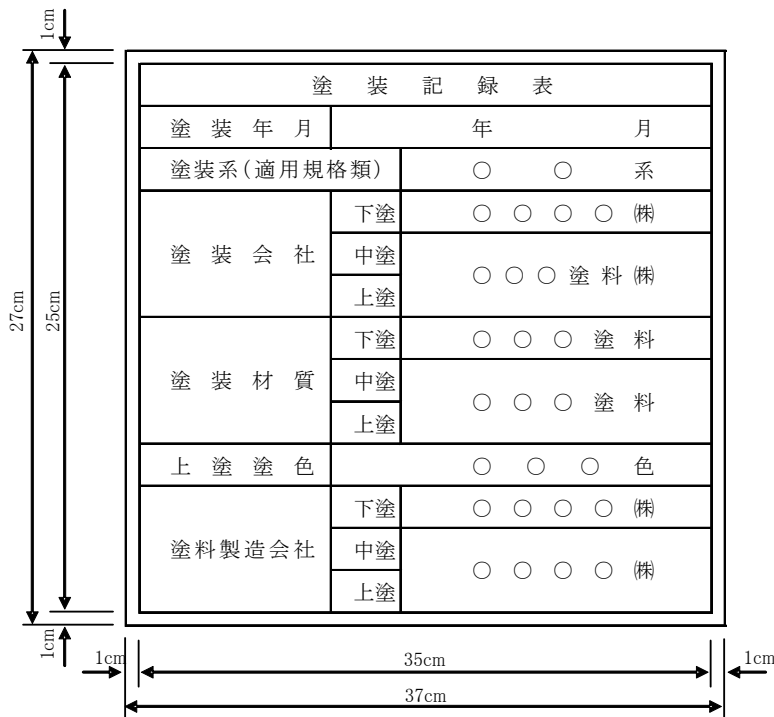 1cm
27cm
25cm
塗装記録表
塗装年月 年 月
塗装系(適用規格類) ○ ○ 系
塗装会社
下塗 ○ ○ ○ ○ ㈱
中塗
上塗
○ ○ ○ 塗料 ㈱
塗装材質
下塗 ○ ○ ○ 塗料
中塗
上塗
○ ○ ○ 塗料
上塗塗色 ○ ○ ○ 色
塗料製造会社
下塗 ○ ○ ○ ○ ㈱
中塗
上塗
○ ○ ○ ○ ㈱
1cm
1cm 35cm 1cm
37cm